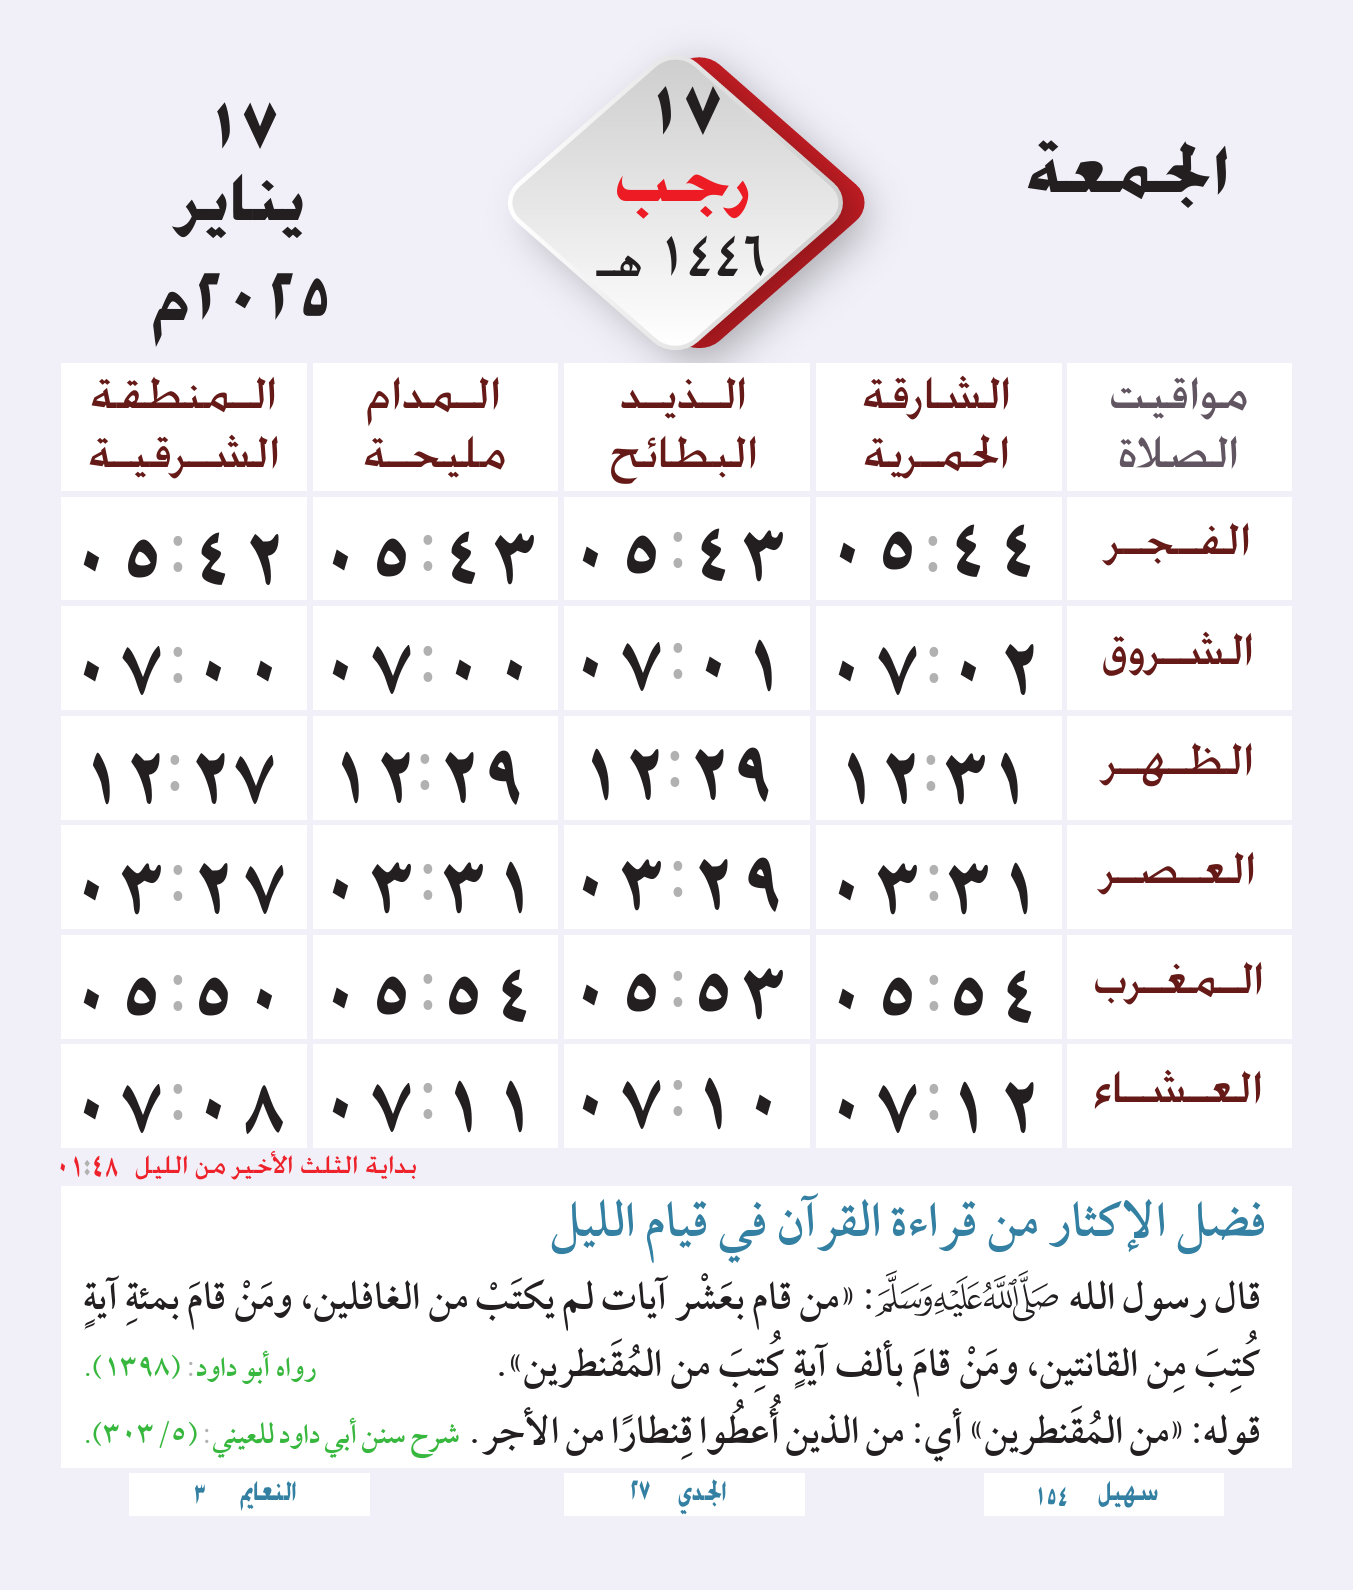 الجمعة
١٧
رجب
١٤٤٦ هـ
١٧
يناير
٢٠٢٥م
مواقيت الصلاة	الشارقة الحمرية	الذيد البطائح	المدام مليحة	المنطقة الشرقية
الفجر	٠٥:٤٤	٠٥:٤٣	٠٥:٤٣	٠٥:٤٢
الشروق	٠٧:٠٢	٠٧:٠١	٠٧:٠٠	٠٧:٠٠
الظهر	١٢:٣١	١٢:٢٩	١٢:٢٩	١٢:٢٧
العصر	٠٣:٣١	٠٣:٢٩	٠٣:٣١	٠٣:٢٧
المغرب	٠٥:٥٤	٠٥:٥٣	٠٥:٥٤	٠٥:٥٠
العشاء	٠٧:١٢	٠٧:١٠	٠٧:١١	٠٧:٠٨
بداية الثلث الأخير من الليل ٠١:٤٨
فضل الإكثار من قراءة القرآن في قيام الليل
قال رسول الله صَلَّى ٱللَّهُ عَلَيْهِ وَسَلَّمَ: «من قام بعَشْر آيات لم يكتَبْ من الغافلين، ومَنْ قامَ بمئةِ آيةٍ
كُتِبَ مِن القانتين، ومَنْ قامَ بألف آيةٍ كُتِبَ من المُقَنطرين». رواه أبو داود: (١٣٩٨).
قوله: «من المُقَنطرين» أي: من الذين أُعطُوا قِنطارًا من الأجر. شرح سنن أبي داود للعيني: (٥/ ٣٠٣).
سهيل ١٥٤	الجدي ٢٧	النعايم ٣